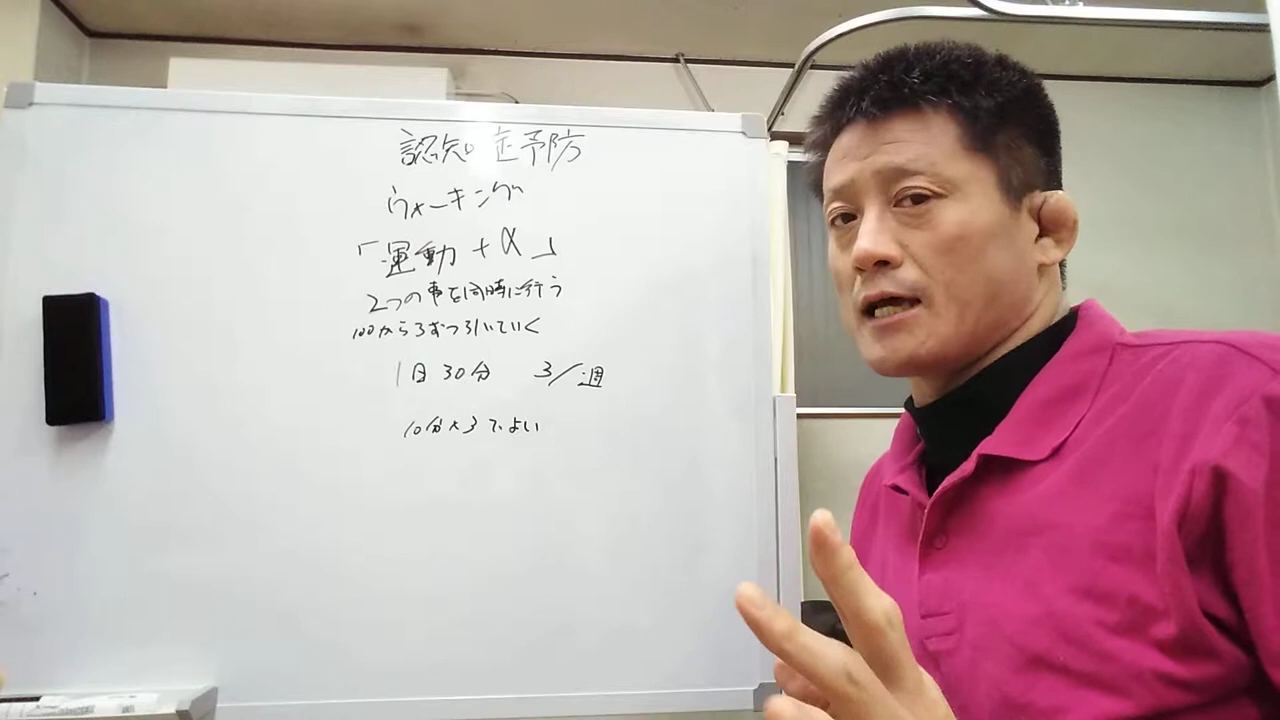 認知症予防
ウォーキング
「運動+α」
2つの事を同時に行う
100から3ずつ引いていく
1日30分 3/週
10分×3でよい